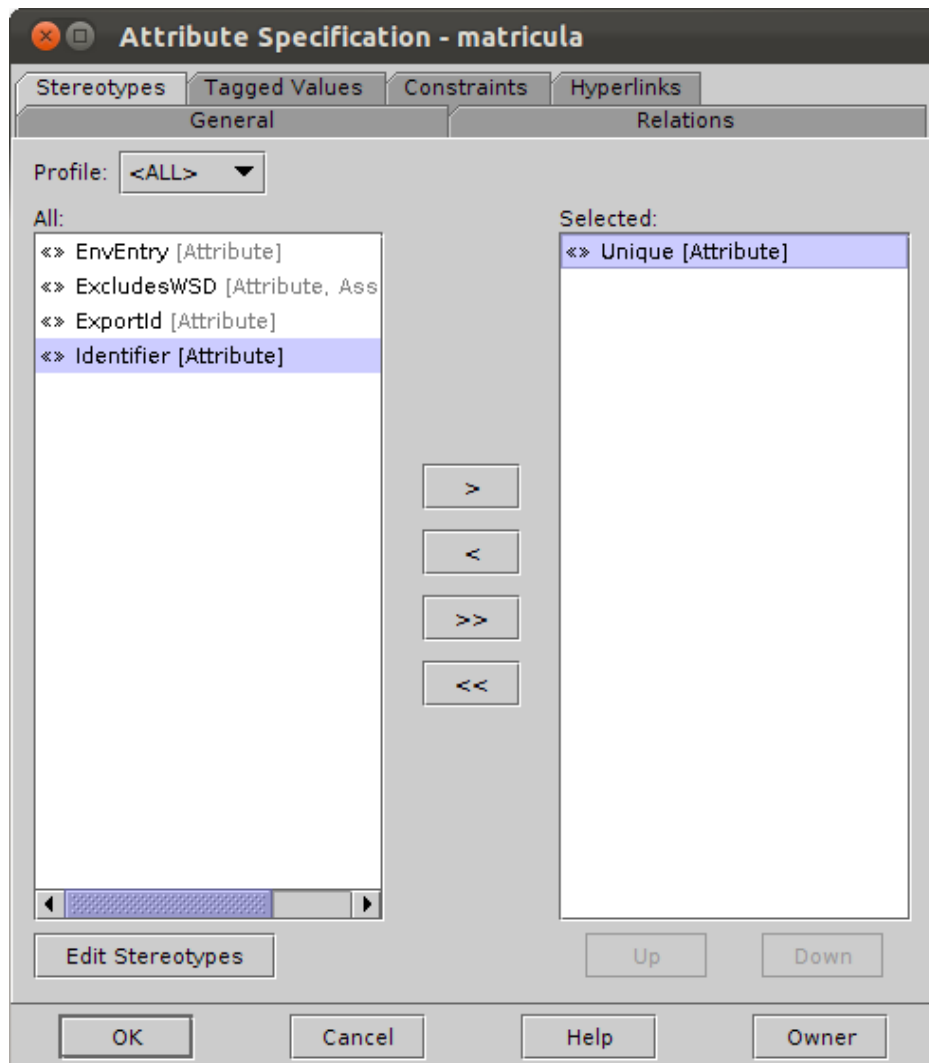 Attribute Specification - matricula
Stereotypes Tagged Values Constraints Hyperlinks
General Relations
Profile: <ALL>
All: Selected:
«» EnvEntry [Attribute] «» Unique [Attribute]
«» ExcludesWSD [Attribute, Ass
«» ExportId [Attribute]
«» Identifier [Attribute]
>
<
>>
<<
Edit Stereotypes Up Down
OK Cancel Help Owner